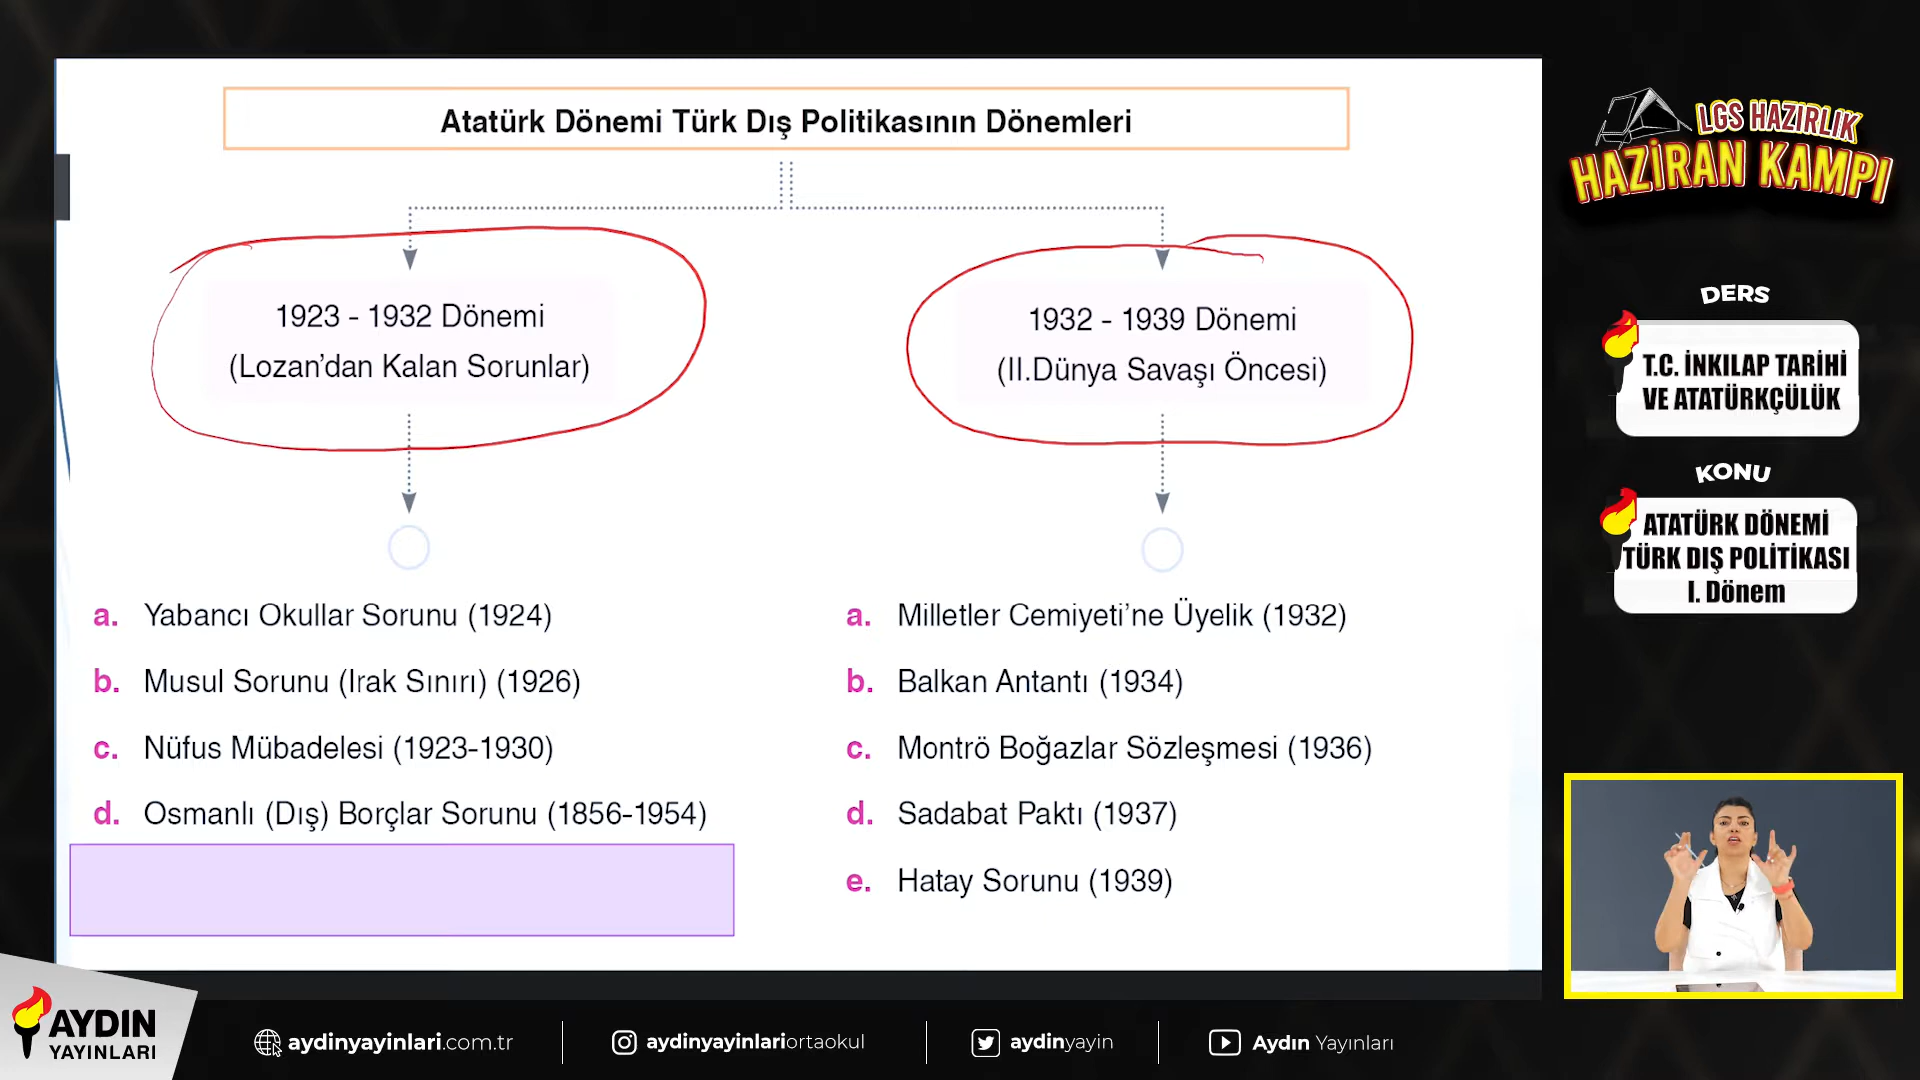 Atatürk Dönemi Türk Dış Politikasının Dönemleri
1923 - 1932 Dönemi
(Lozan’dan Kalan Sorunlar)
a. Yabancı Okullar Sorunu (1924)
b. Musul Sorunu (Irak Sınırı) (1926)
c. Nüfus Mübadelesi (1923-1930)
d. Osmanlı (Dış) Borçlar Sorunu (1856-1954)
1932 - 1939 Dönemi
(II.Dünya Savaşı Öncesi)
a. Milletler Cemiyeti’ne Üyelik (1932)
b. Balkan Antantı (1934)
c. Montrö Boğazlar Sözleşmesi (1936)
d. Sadabat Paktı (1937)
e. Hatay Sorunu (1939)
LGS HAZIRLIK
HAZİRAN KAMPI
DERS
T.C. İNKILAP TARİHİ
VE ATATÜRKÇÜLÜK
KONU
ATATÜRK DÖNEMİ
TÜRK DIŞ POLİTİKASI
I. Dönem
AYDIN
YAYINLARI
aydinyayinlari.com.tr
aydinyayinlariortaokul
aydinyayin
Aydın Yayınları